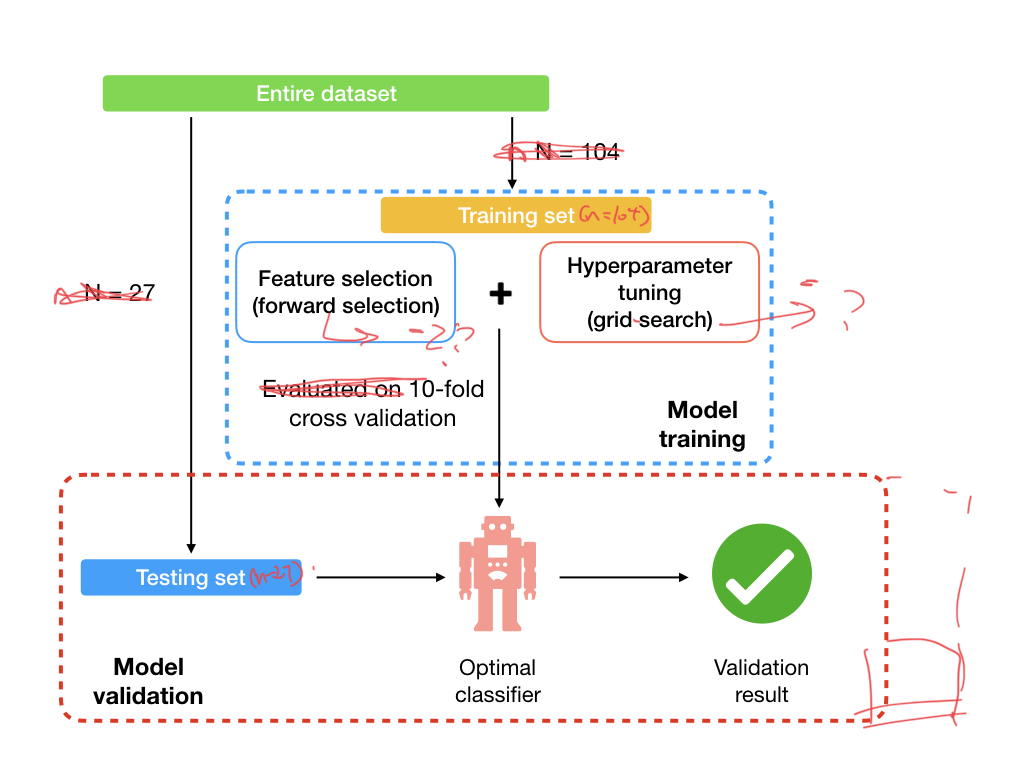 Entire dataset
N = 104
Training set (n=104)
Feature selection
(forward selection)
+
Hyperparameter
tuning
(grid search)
?
- 2 ?
N = 27
Evaluated on 10-fold
cross validation
Model
training
Testing set (n=27)
Model
validation
Optimal
classifier
Validation
result